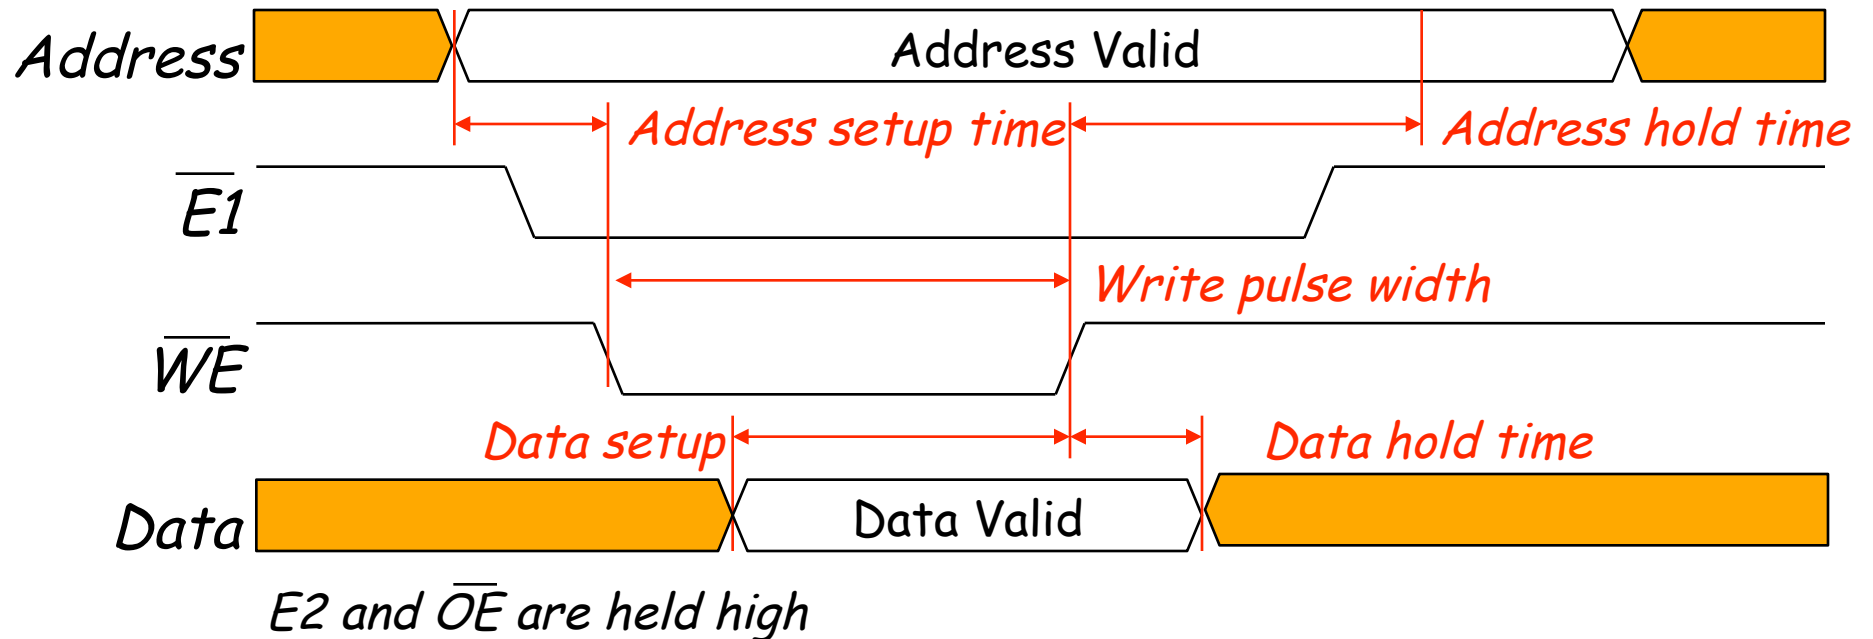 Address Address Valid
Address setup time Address hold time
E1
Write pulse width
WE
Data setup Data hold time
Data Data Valid
E2 and OE are held high